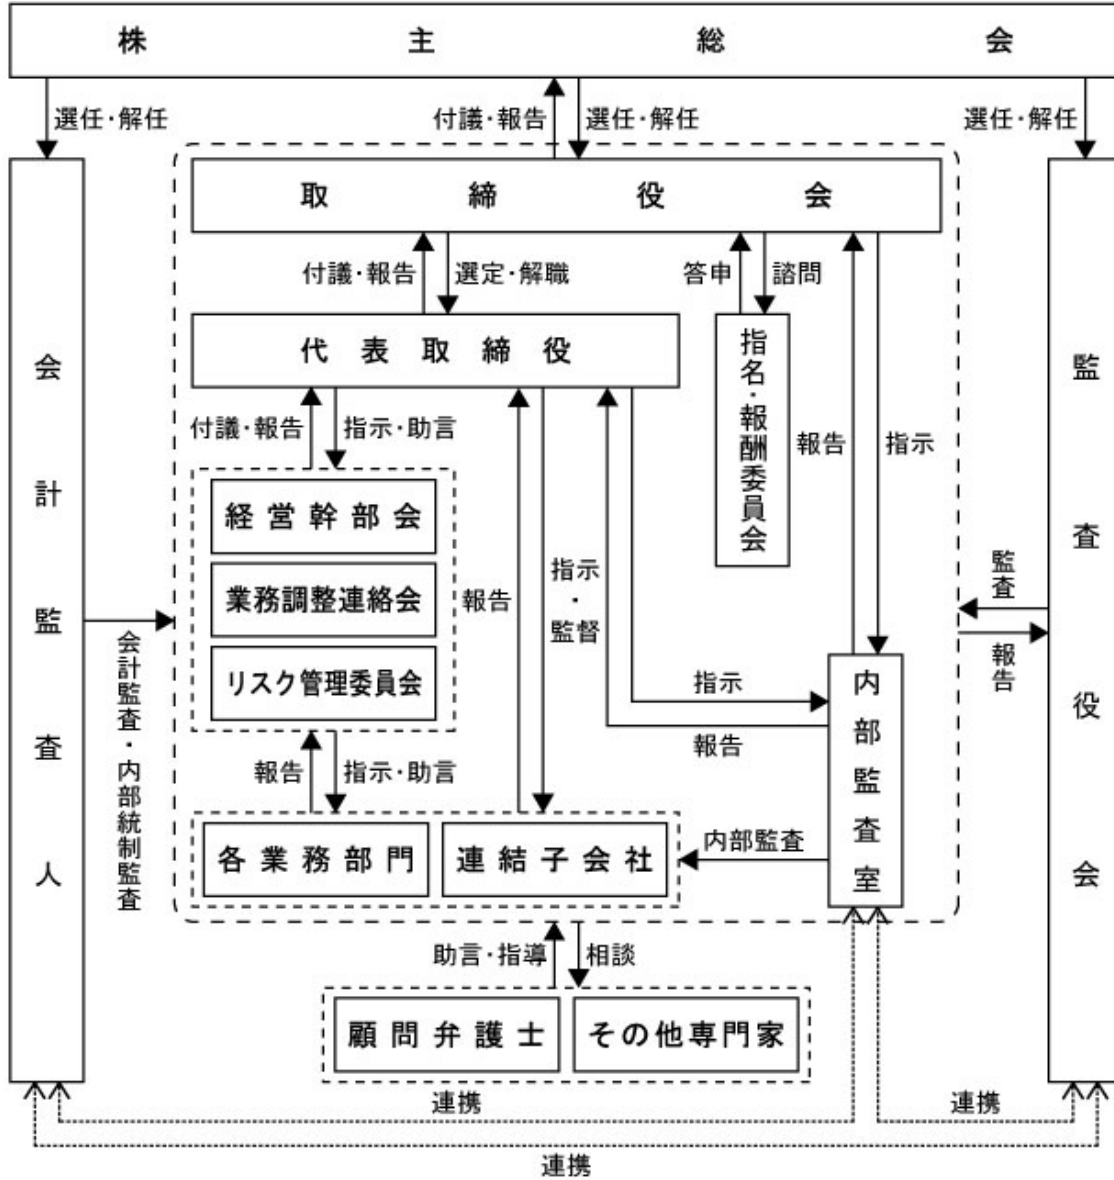 株主総会
選任・解任
付議・報告
選任・解任
選任・解任
会計監査人
取締役会
監査役会
付議・報告
選定・解職
答申
諮問
代表取締役
指名・報酬委員会
報告
指示
付議・報告
指示・助言
経営幹部会
業務調整連絡会
リスク管理委員会
報告
指示・監督
指示
報告
内部監査室
監査
報告
会計監査・内部統制監査
報告
指示・助言
各業務部門
連結子会社
内部監査
助言・指導
相談
顧問弁護士
その他専門家
連携
連携
連携